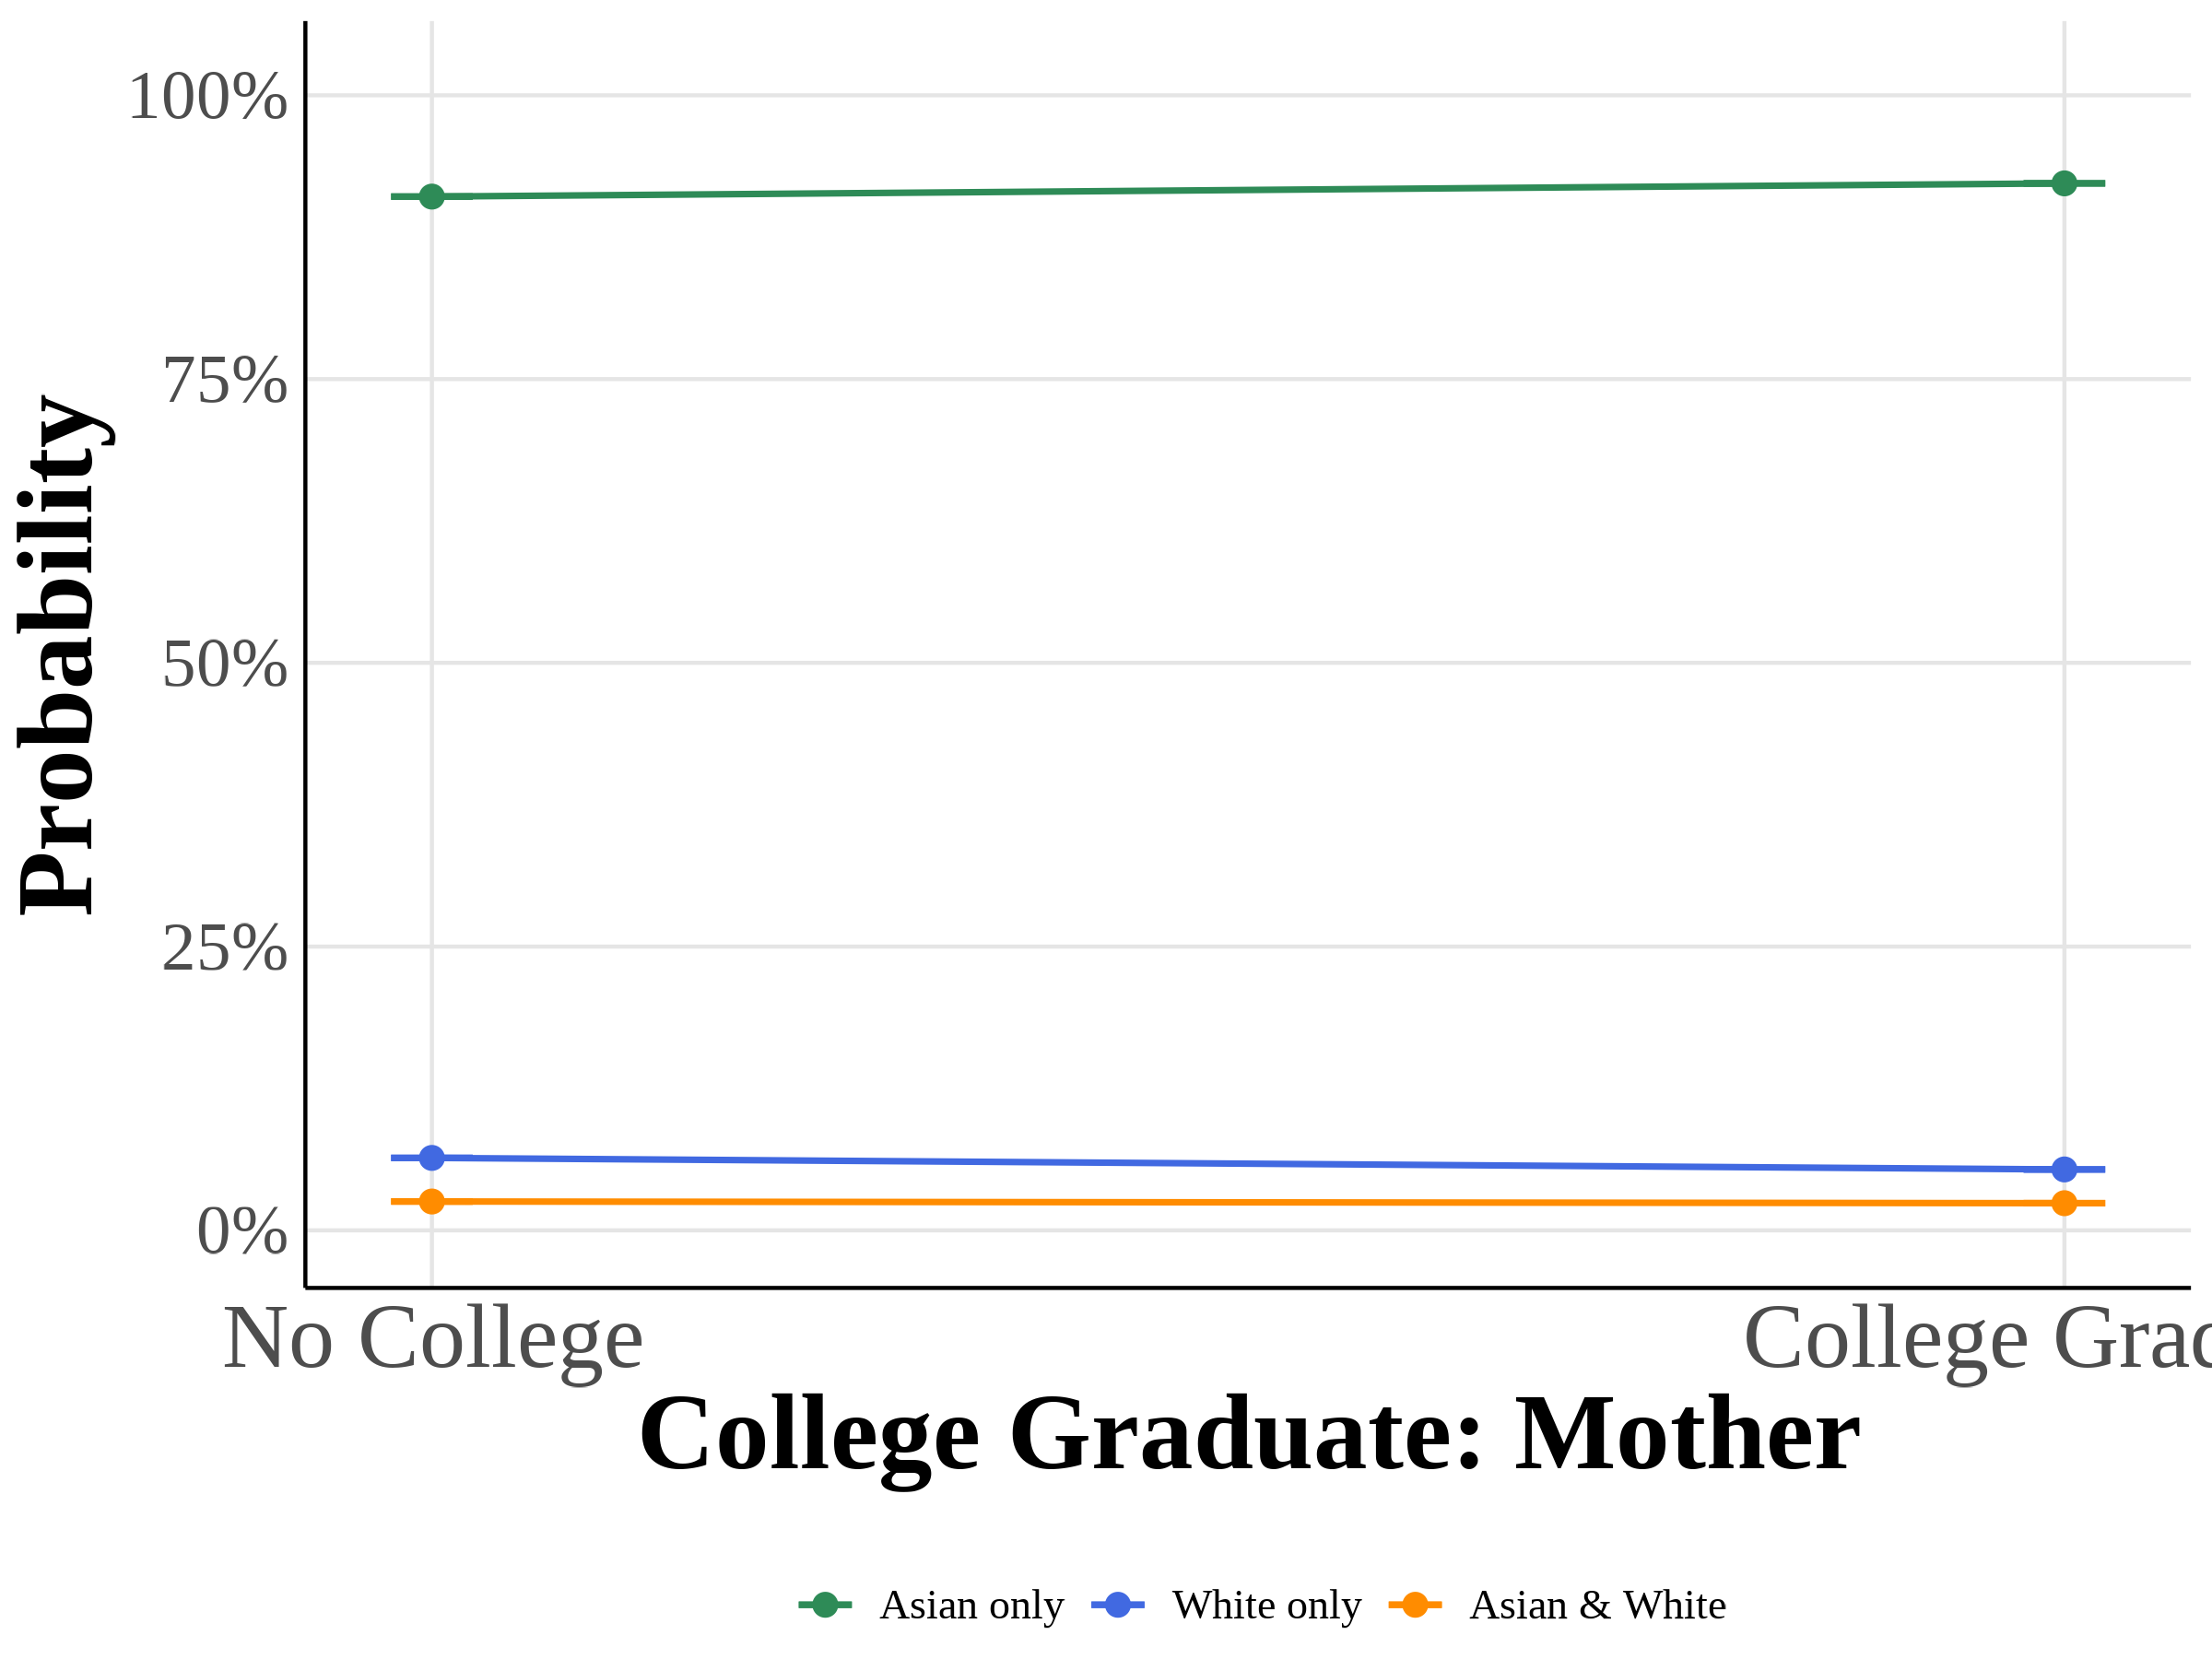 Probability
100%
75%
50%
25%
0%
No College
College Grad
College Graduate: Mother
Asian only
White only
Asian & White